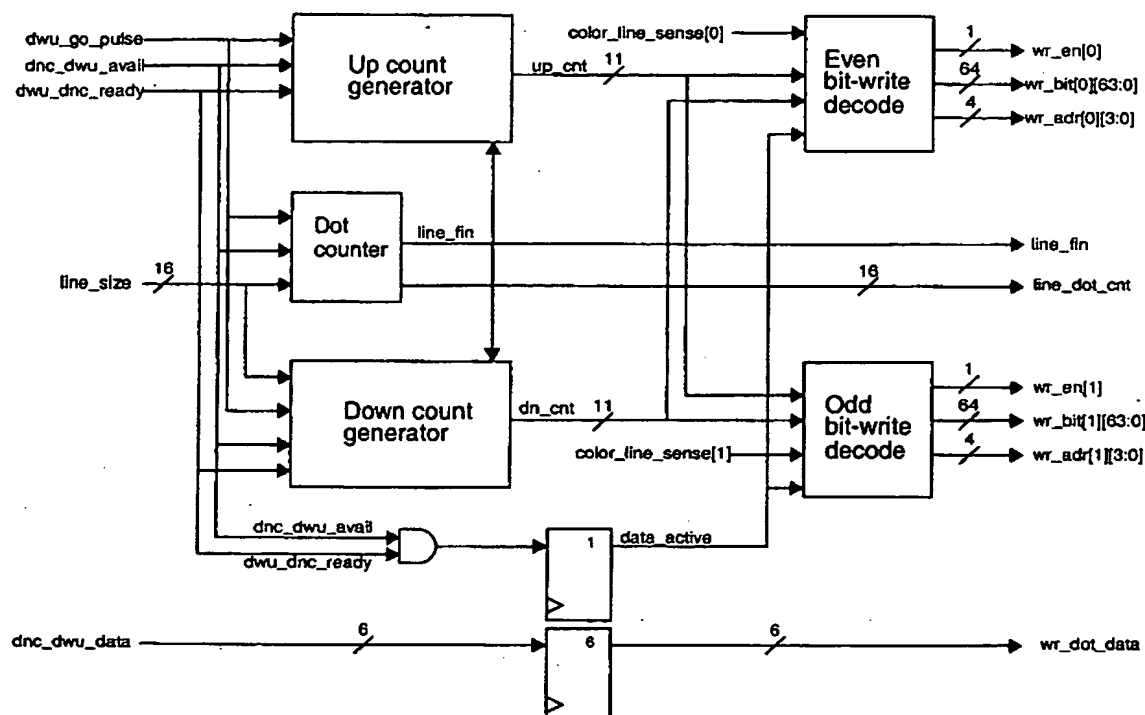 dwu_go_pulse
dnc_dwu_avail
dwu_dnc_ready
Up count
generator
up_cnt
11
color_line_sense[0]
Even
bit-write
decode
1
wr_en[0]
64
wr_bit[0][63:0]
4
wr_adr[0][3:0]
Dot
counter
line_fin
line_fin
line_size
16
16
line_dot_cnt
Down count
generator
dn_cnt
11
color_line_sense[1]
Odd
bit-write
decode
1
wr_en[1]
64
wr_bit[1][63:0]
4
wr_adr[1][3:0]
dnc_dwu_avail
dwu_dnc_ready
1
data_active
dnc_dwu_data
6
6
6
wr_dot_data